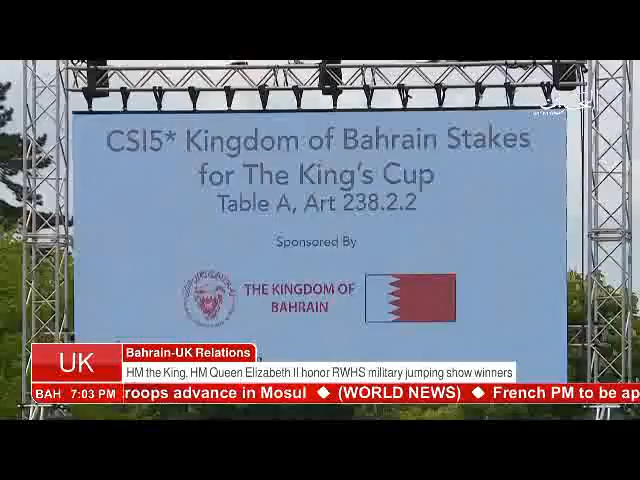 CSI5* Kingdom of Bahrain Stakes
for The King's Cup
Table A, Art 238.2.2
Sponsored By
THE KINGDOM OF
BAHRAIN
UK
Bahrain-UK Relations
HM the King, HM Queen Elizabeth II honor RWHS military jumping show winners
BAH 7:03 PM roops advance in Mosul ◆ (WORLD NEWS) ◆ French PM to be ap